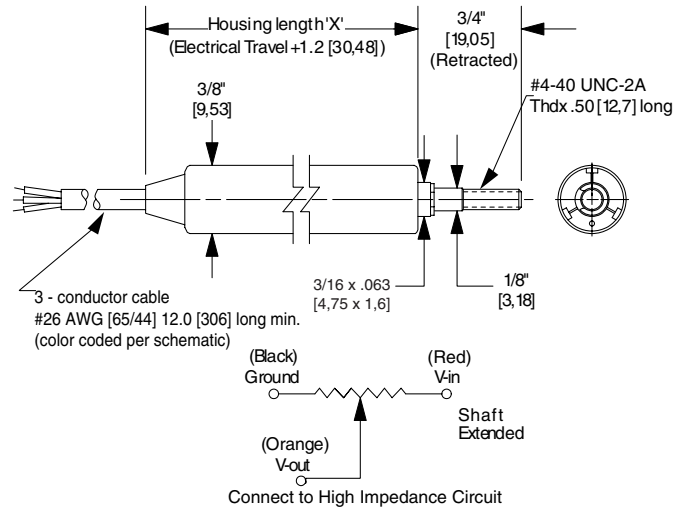 Housing length 'X'
(Electrical Travel +1.2 [30,48])
3/4"
[19,05]
(Retracted)
#4-40 UNC-2A
Thdx .50 [12,7] long
3/8"
[9,53]
3/16 x .063
[4,75 x 1,6]
1/8"
[3,18]
3 - conductor cable
#26 AWG [65/44] 12.0 [306] long min.
(color coded per schematic)
(Black)
Ground
(Red)
V-in
Shaft
Extended
(Orange)
V-out
Connect to High Impedance Circuit